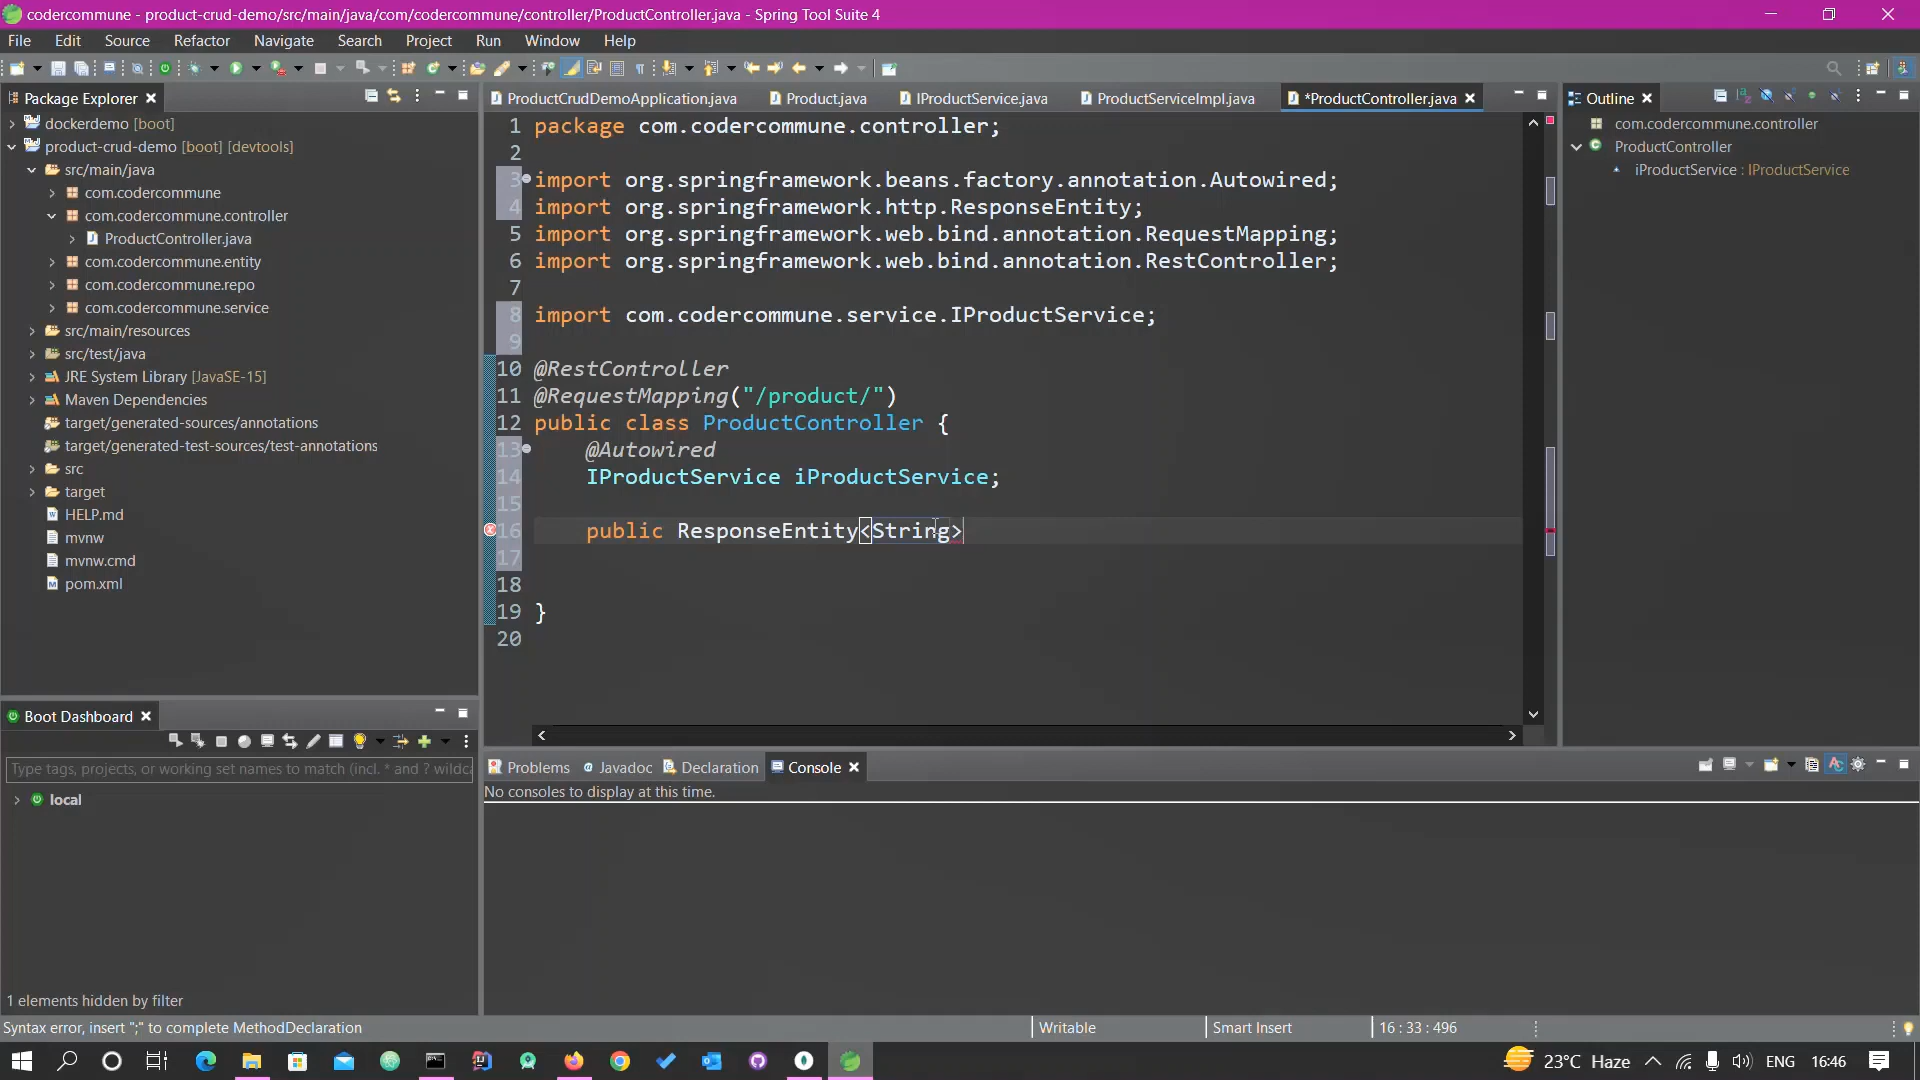 codercommune - product-crud-demo/src/main/java/com/codercommune/controller/ProductController.java - Spring Tool Suite 4
File Edit Source Refactor Navigate Search Project Run Window Help
Package Explorer
dockerdemo [boot]
product-crud-demo [boot] [devtools]
src/main/java
com.codercommune
com.codercommune.controller
ProductController.java
com.codercommune.entity
com.codercommune.repo
com.codercommune.service
src/main/resources
src/test/java
JRE System Library [JavaSE-15]
Maven Dependencies
target/generated-sources/annotations
target/generated-test-sources/test-annotations
src
target
HELP.md
mvnw
mvnw.cmd
pom.xml
ProductCrudDemoApplication.java Product.java IProductService.java ProductServiceImpl.java *ProductController.java
1 package com.codercommune.controller;
2
3 import org.springframework.beans.factory.annotation.Autowired;
4 import org.springframework.http.ResponseEntity;
5 import org.springframework.web.bind.annotation.RequestMapping;
6 import org.springframework.web.bind.annotation.RestController;
7
8 import com.codercommune.service.IProductService;
9
10 @RestController
11 @RequestMapping("/product/")
12 public class ProductController {
13 @Autowired
14 IProductService iProductService;
15
16 public ResponseEntity<String>
17
18
19 }
20
Outline
com.codercommune.controller
ProductController
iProductService : IProductService
Boot Dashboard
Type tags, projects, or working set names to match (incl. * and ? wildca
local
1 elements hidden by filter
Problems Javadoc Declaration Console
No consoles to display at this time.
Syntax error, insert ";" to complete MethodDeclaration
Writable
Smart Insert
16 : 33 : 496
23°C Haze
ENG
16:46